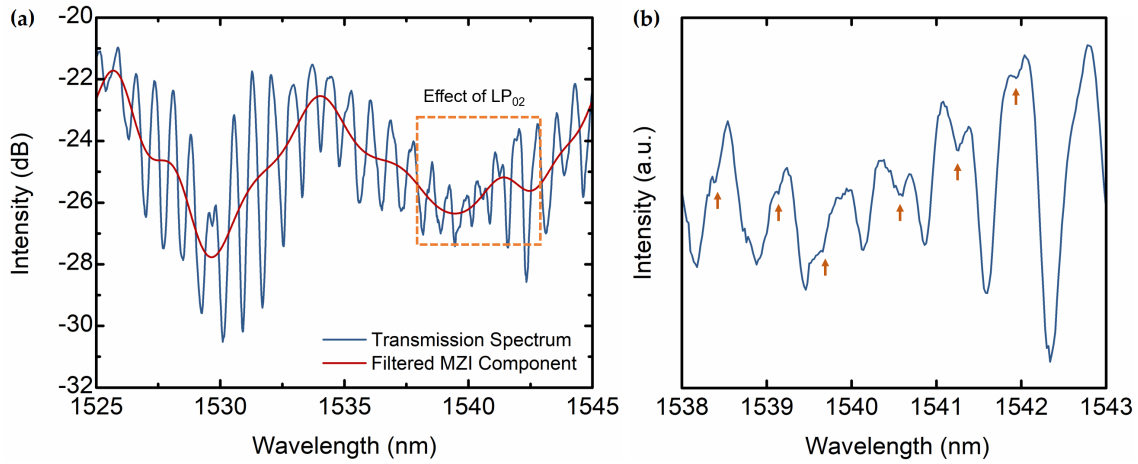 (a)
-20
-22
-24
-26
-28
-30
-32
Intensity (dB)
Effect of LP02
Transmission Spectrum
Filtered MZI Component
1525 1530 1535 1540 1545
Wavelength (nm)
(b)
Intensity (a.u.)
1538 1539 1540 1541 1542 1543
Wavelength (nm)